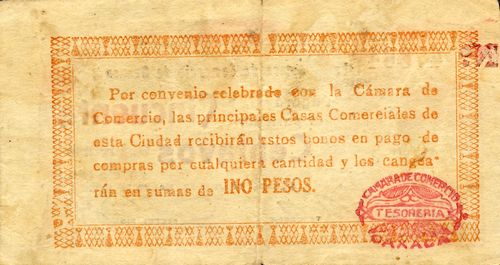 Por convenio celebrado con la Cámara de
Comercio, las principales Casas Comerciales de
esta Ciudad recibirán estos bonos en pago de
compras por cualquiera cantidad y los cangea-
rán en sumas de INO PESOS.
CAMARA DE COMERCIO
TESORERIA
OAXACA